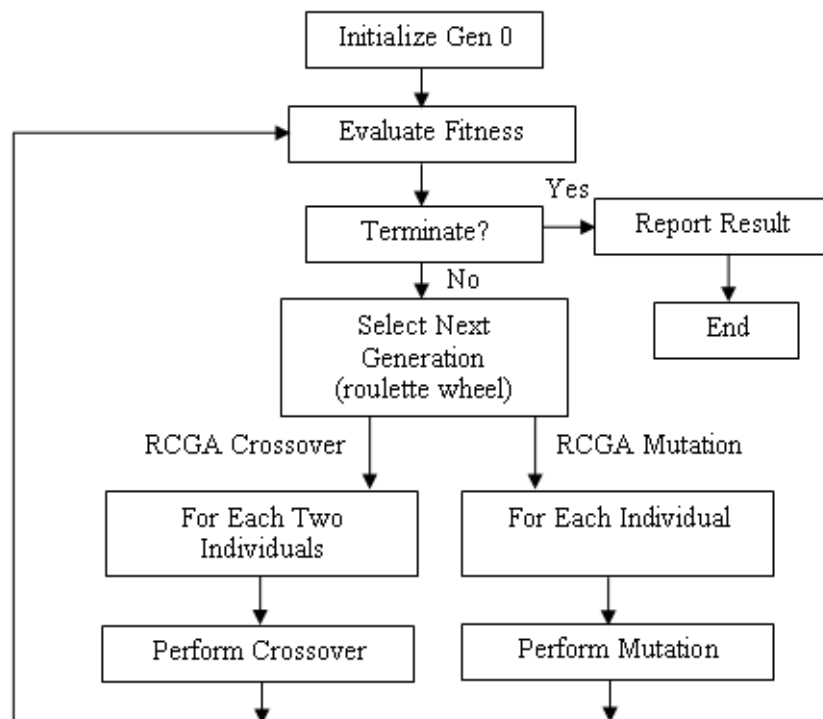 Initialize Gen 0
Evaluate Fitness
Yes
Terminate?
Report Result
No
End
Select Next
Generation
(roulette wheel)
RCGA Crossover
RCGA Mutation
For Each Two
Individuals
For Each Individual
Perform Crossover
Perform Mutation